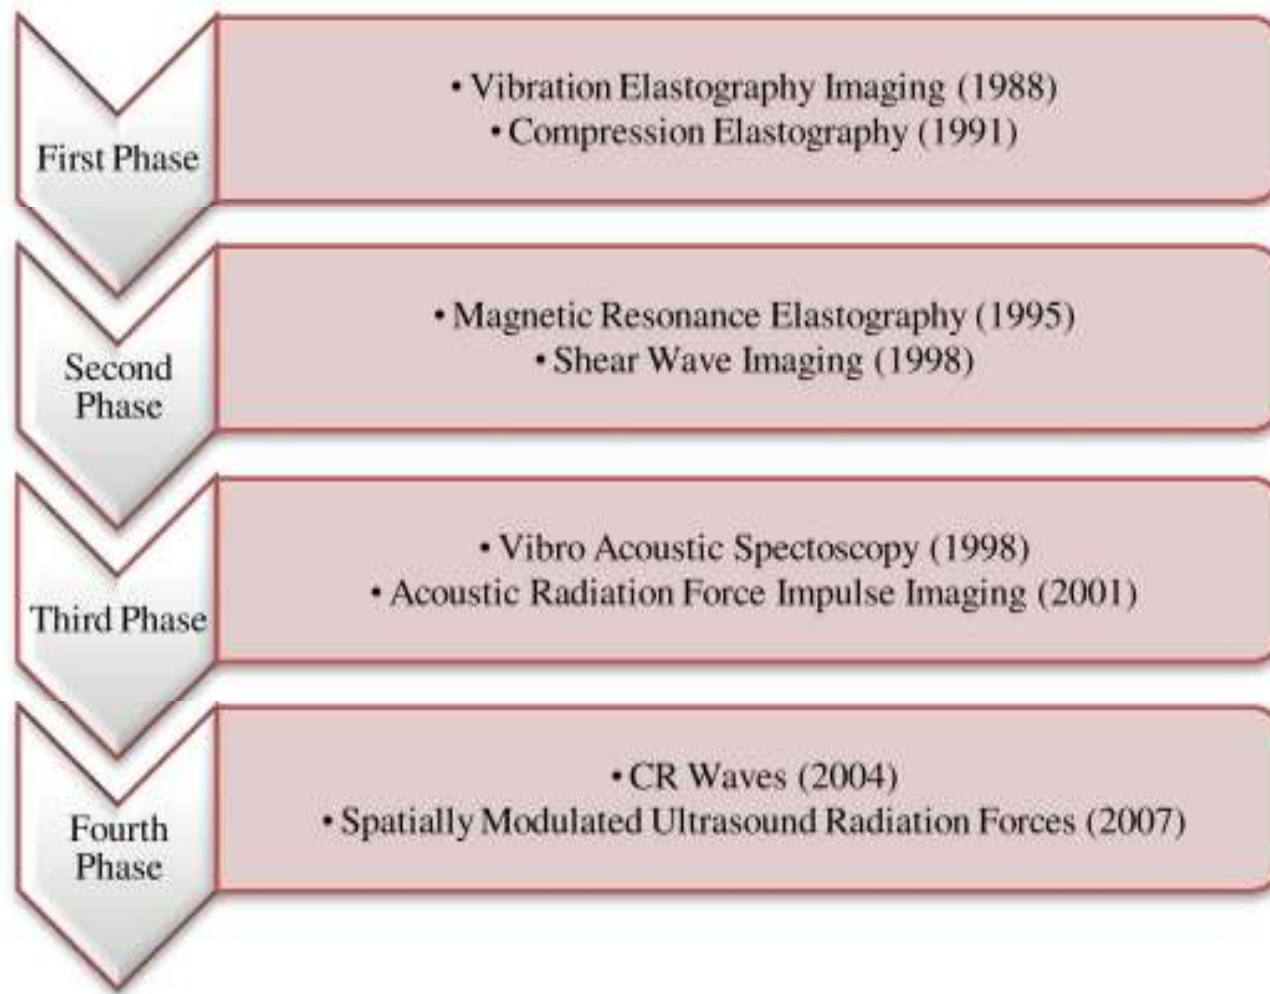 First Phase
• Vibration Elastography Imaging (1988)
• Compression Elastography (1991)
Second
Phase
• Magnetic Resonance Elastography (1995)
• Shear Wave Imaging (1998)
Third Phase
• Vibro Acoustic Spectoscopy (1998)
• Acoustic Radiation Force Impulse Imaging (2001)
Fourth
Phase
• CR Waves (2004)
• Spatially Modulated Ultrasound Radiation Forces (2007)